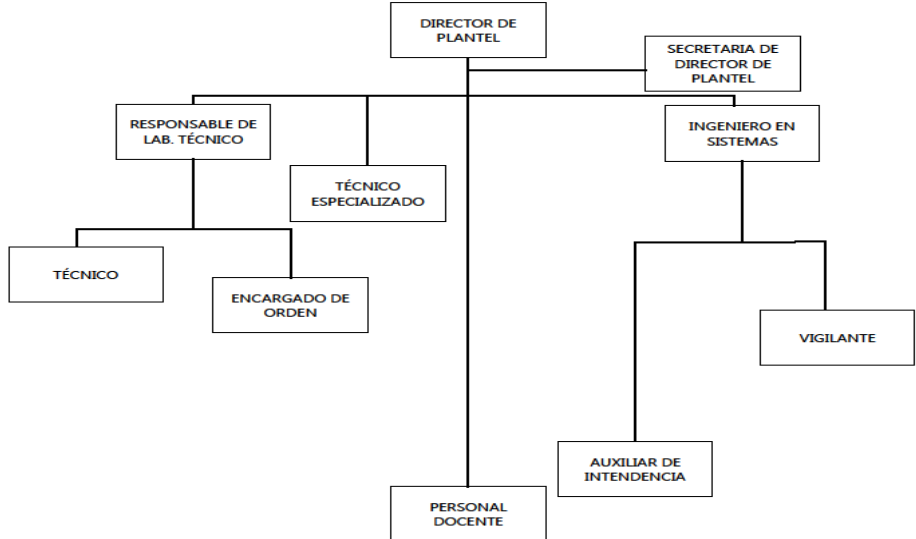 DIRECTOR DE
PLANTEL
SECRETARIA DE
DIRECTOR DE
PLANTEL
RESPONSABLE DE
LAB. TÉCNICO
INGENIERO EN
SISTEMAS
TÉCNICO
ESPECIALIZADO
TÉCNICO
ENCARGADO DE
ORDEN
VIGILANTE
AUXILIAR DE
INTENDENCIA
PERSONAL
DOCENTE